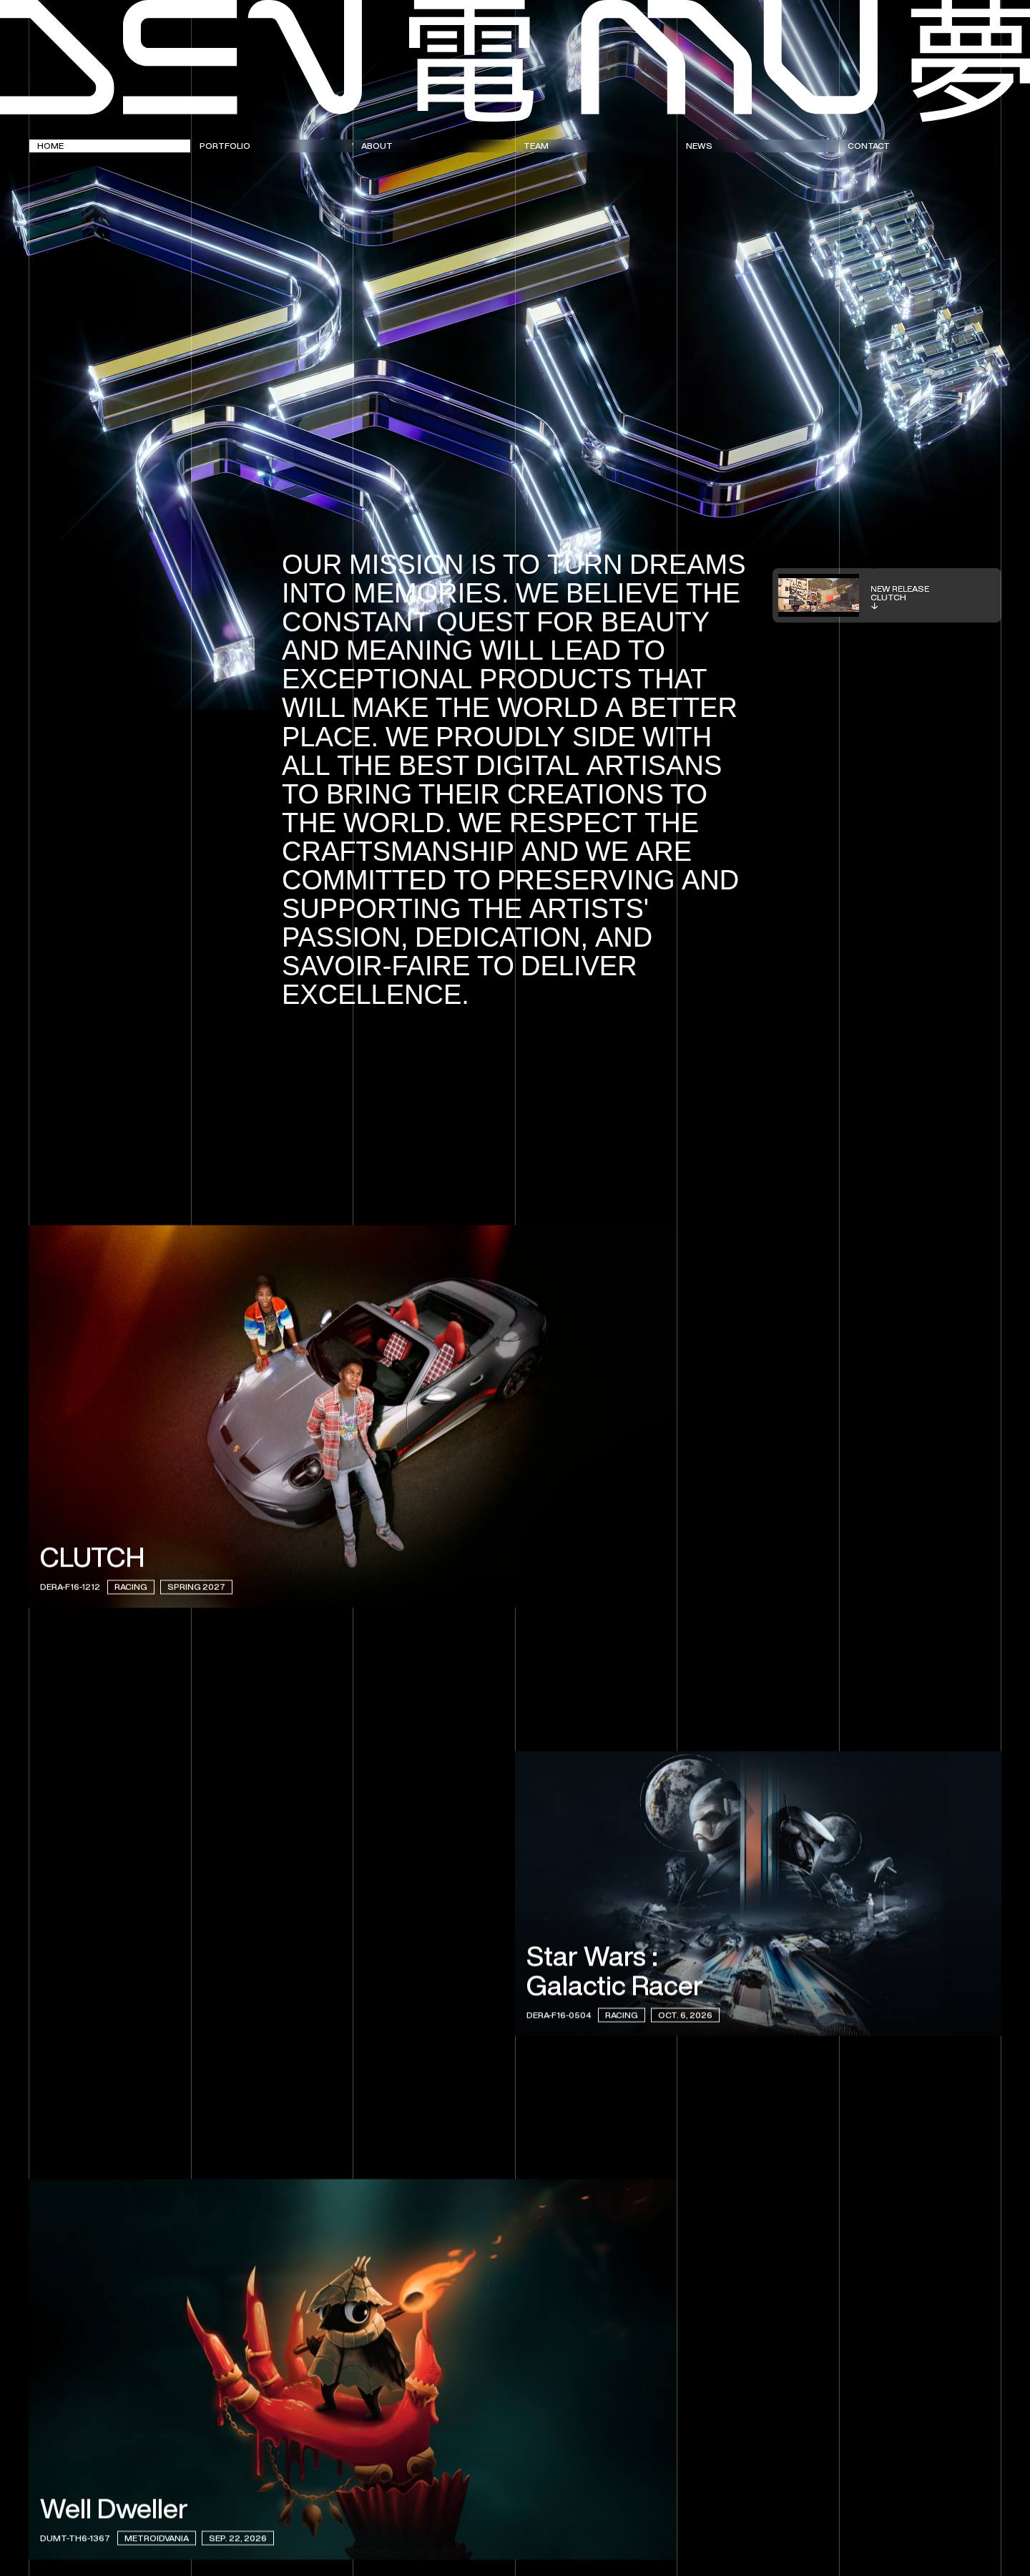 DEN電MU夢
HOME
PORTFOLIO
ABOUT
TEAM
NEWS
CONTACT
OUR MISSION IS TO TURN DREAMS
INTO MEMORIES. WE BELIEVE THE
CONSTANT QUEST FOR BEAUTY
AND MEANING WILL LEAD TO
EXCEPTIONAL PRODUCTS THAT
WILL MAKE THE WORLD A BETTER
PLACE. WE PROUDLY SIDE WITH
ALL THE BEST DIGITAL ARTISANS
TO BRING THEIR CREATIONS TO
THE WORLD. WE RESPECT THE
CRAFTSMANSHIP AND WE ARE
COMMITTED TO PRESERVING AND
SUPPORTING THE ARTISTS'
PASSION, DEDICATION, AND
SAVOIR-FAIRE TO DELIVER
EXCELLENCE.
NEW RELEASE
CLUTCH
↓
CLUTCH
DERA-F16-1212 RACING SPRING 2027
Star Wars :
Galactic Racer
DERA-F16-0504 RACING OCT. 6, 2026
Well Dweller
DUMT-TH6-1367 METROIDVANIA SEP. 22, 2026